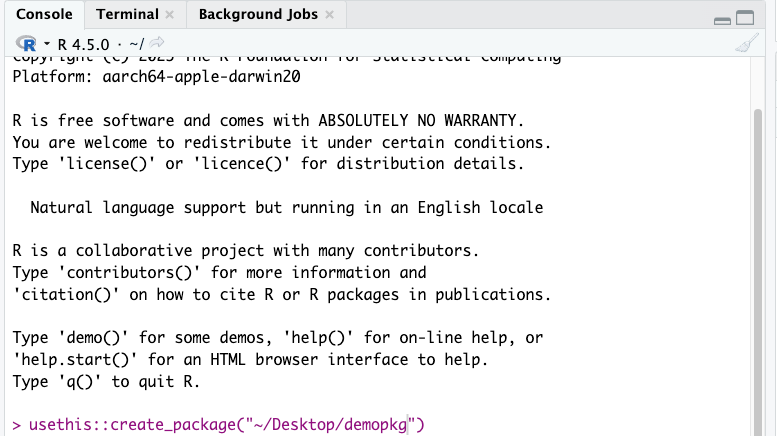 Console Terminal × Background Jobs ×
R 4.5.0 · ~/
Copyright (C) 2025 The R Foundation for Statistical Computing
Platform: aarch64-apple-darwin20
R is free software and comes with ABSOLUTELY NO WARRANTY.
You are welcome to redistribute it under certain conditions.
Type 'license()' or 'licence()' for distribution details.
Natural language support but running in an English locale
R is a collaborative project with many contributors.
Type 'contributors()' for more information and
'citation()' on how to cite R or R packages in publications.
Type 'demo()' for some demos, 'help()' for on-line help, or
'help.start()' for an HTML browser interface to help.
Type 'q()' to quit R.
> usethis::create_package("~/Desktop/demopkg")